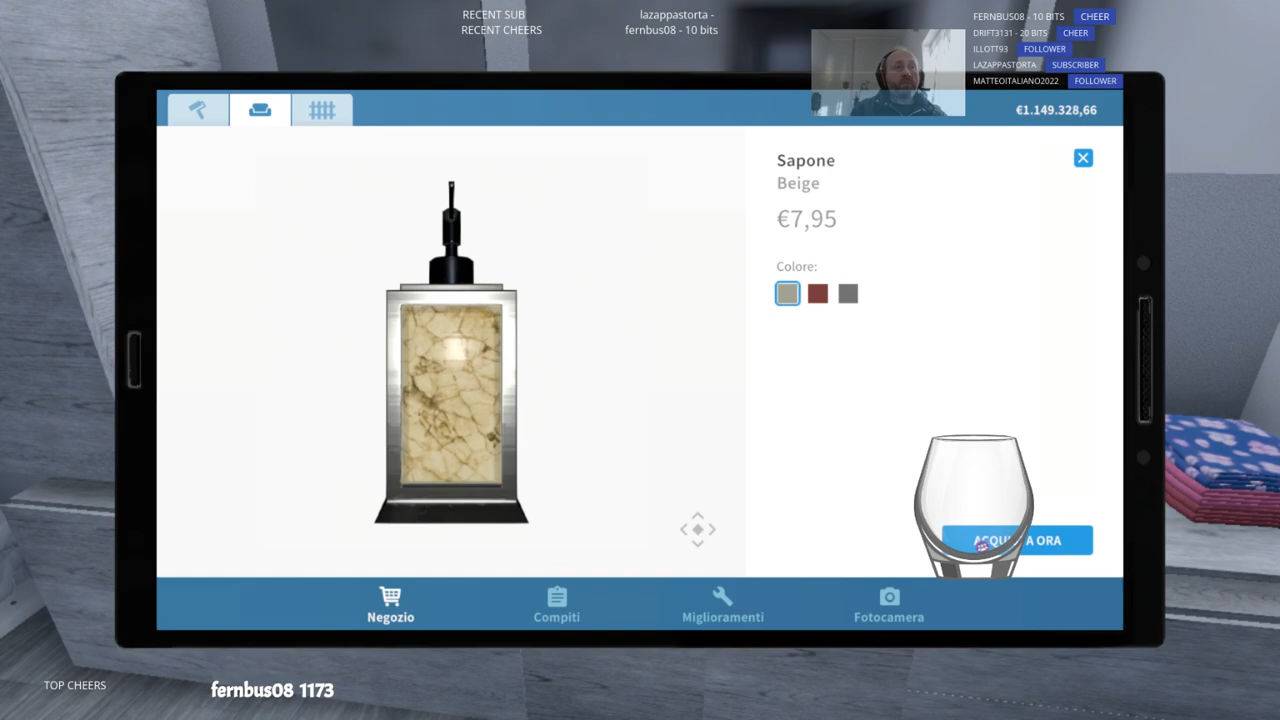 RECENT SUB
lazappastorta -
RECENT CHEERS
fernbus08 - 10 bits
FERNBUS08 - 10 BITS CHEER
DRIFT3131 - 20 BITS CHEER
ILLOTT93 FOLLOWER
LAZAPPASTORTA SUBSCRIBER
MATTEOITALIANO2022 FOLLOWER
€1.149.328,66
Sapone
Beige
€7,95
Colore:
ACQU A ORA
Negozio
Compiti
Miglioramenti
Fotocamera
TOP CHEERS
fernbus08 1173